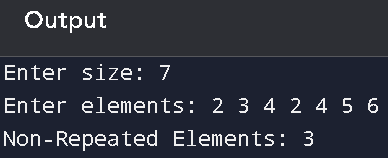 Output
Enter size: 7
Enter elements: 2 3 4 2 4 5 6
Non-Repeated Elements: 3